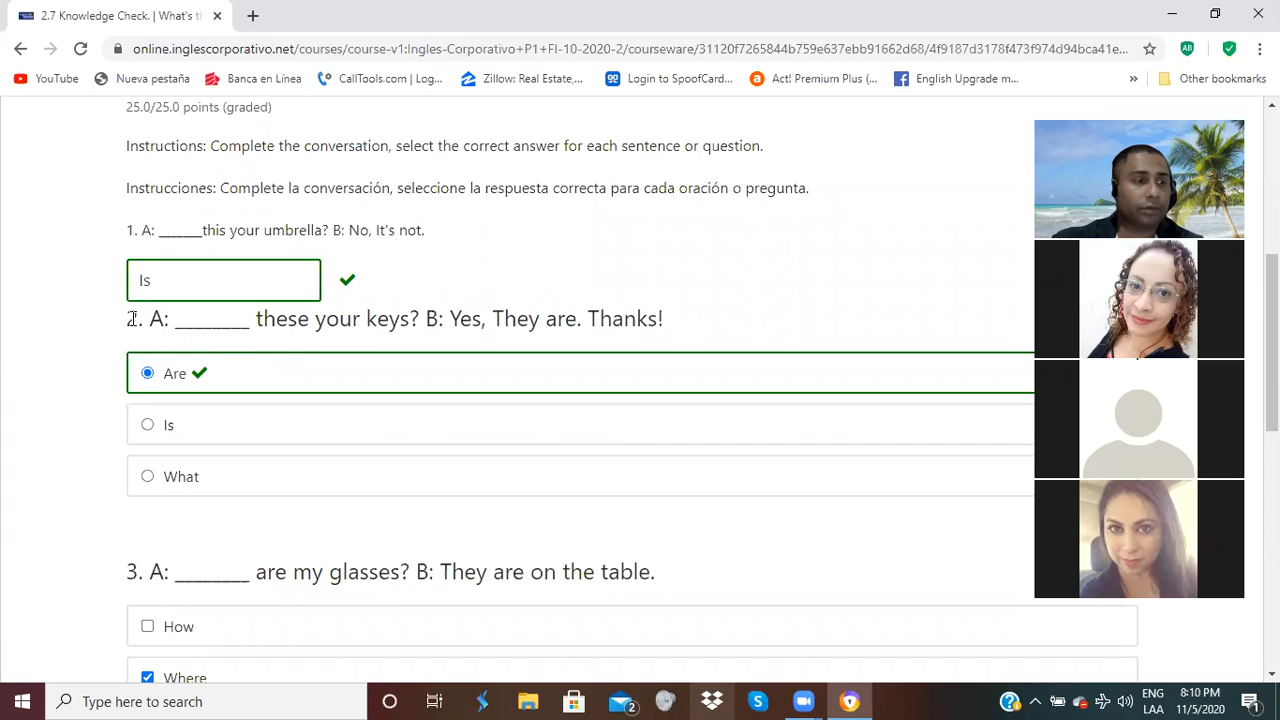 2.7 Knowledge Check. | What's th
online.inglescorporativo.net/courses/course-v1:Ingles-Corporativo+P1+FI-10-2020-2/courseware/31120f7265844b759e637ebb91662d68/4f9187d3178f473f974d94bca41e...
YouTube Nueva pestaña Banca en Línea CallTools.com | Log... Zillow: Real Estate,... Login to SpoofCard... Act! Premium Plus (... English Upgrade m... » Other bookmarks
25.0/25.0 points (graded)
Instructions: Complete the conversation, select the correct answer for each sentence or question.
Instrucciones: Complete la conversación, seleccione la respuesta correcta para cada oración o pregunta.
1. A: _______this your umbrella? B: No, It's not.
Is
2. A: ________ these your keys? B: Yes, They are. Thanks!
Are
Is
What
3. A: ________ are my glasses? B: They are on the table.
How
Where
Type here to search
2
ENG 8:10 PM
LAA 11/5/2020
1